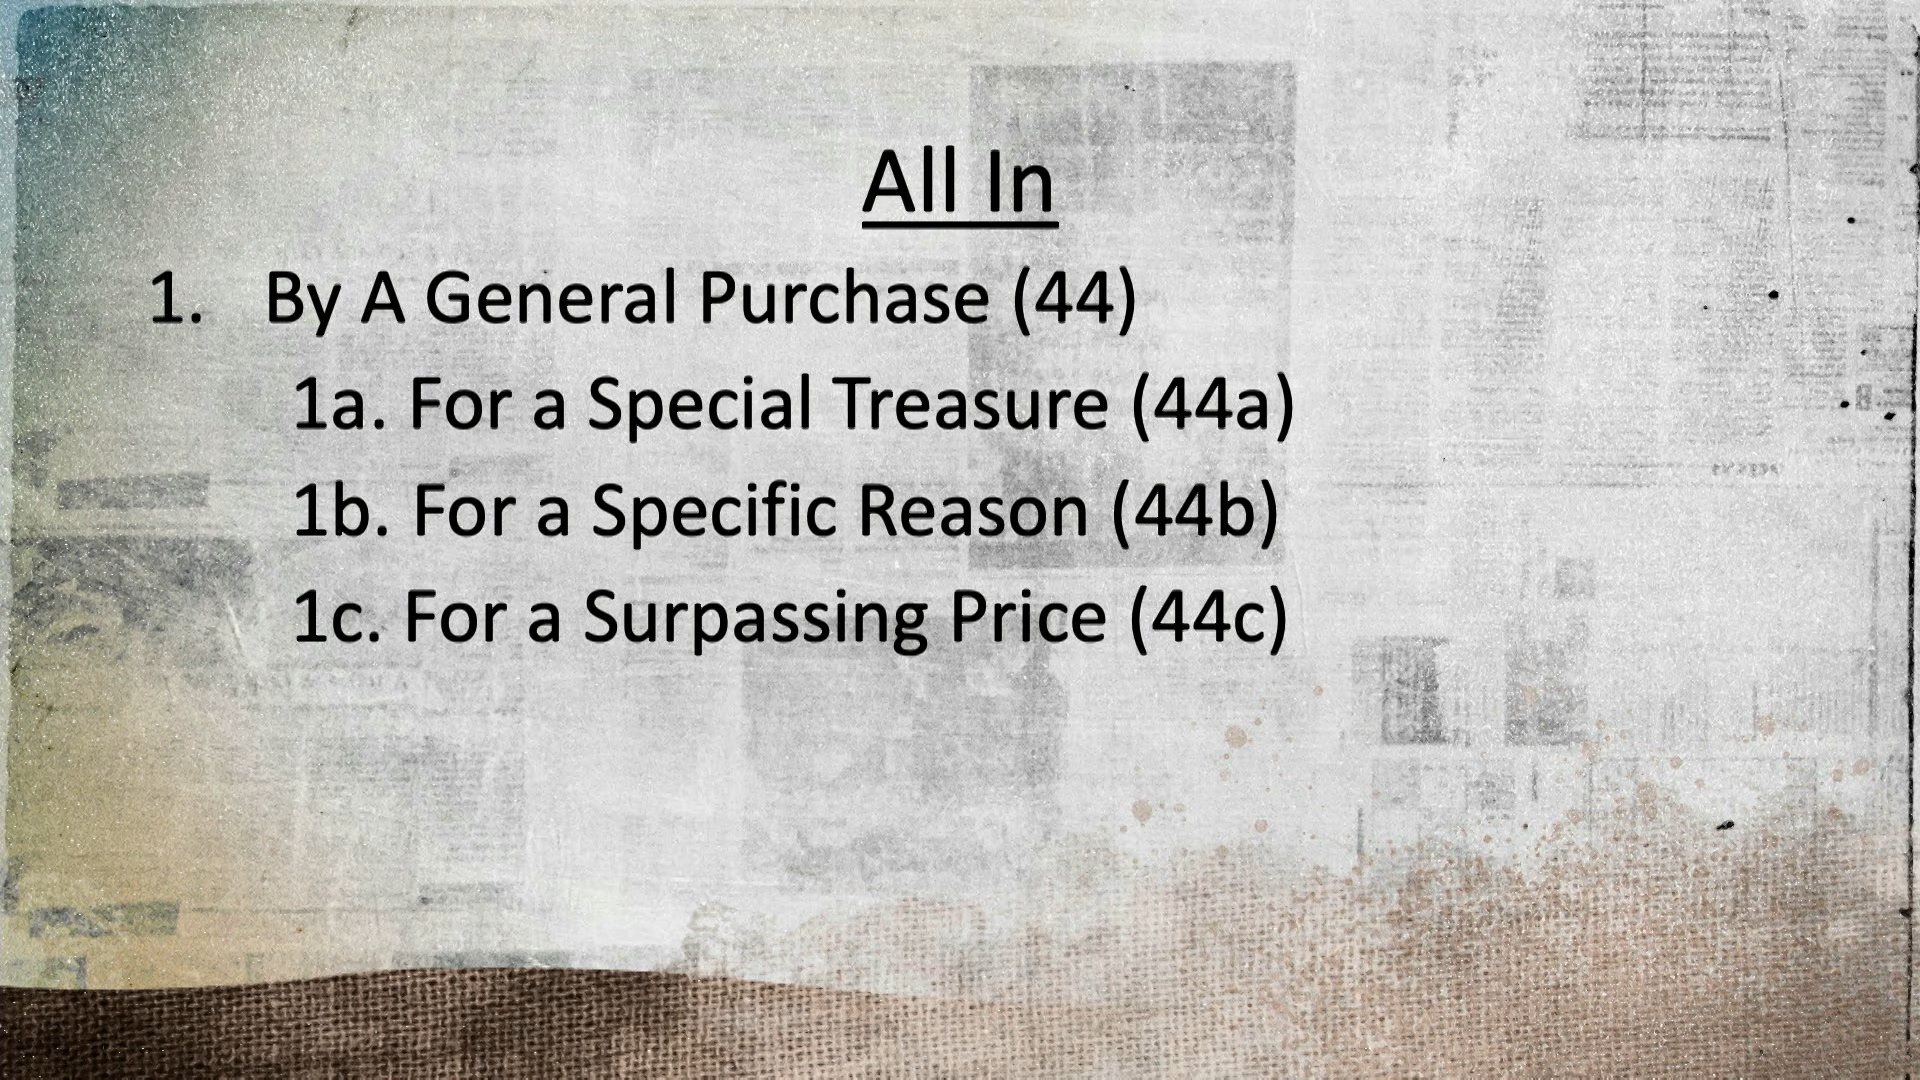 All In
1. By A General Purchase (44)
1a. For a Special Treasure (44a)
1b. For a Specific Reason (44b)
1c. For a Surpassing Price (44c)